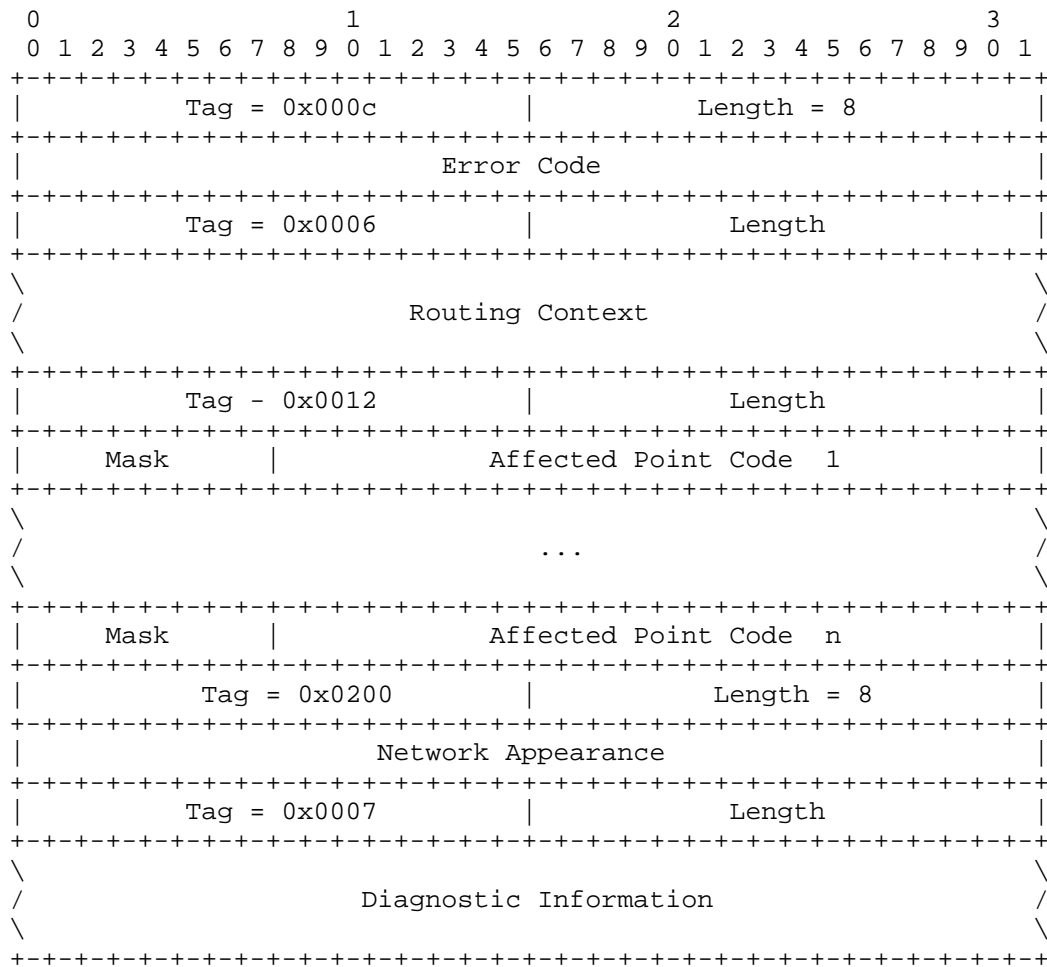 0                   1                   2                   3
 0 1 2 3 4 5 6 7 8 9 0 1 2 3 4 5 6 7 8 9 0 1 2 3 4 5 6 7 8 9 0 1
+-+-+-+-+-+-+-+-+-+-+-+-+-+-+-+-+-+-+-+-+-+-+-+-+-+-+-+-+-+-+-+-+
|          Tag = 0x000c         |          Length = 8           |
+-+-+-+-+-+-+-+-+-+-+-+-+-+-+-+-+-+-+-+-+-+-+-+-+-+-+-+-+-+-+-+-+
|                          Error Code                           |
+-+-+-+-+-+-+-+-+-+-+-+-+-+-+-+-+-+-+-+-+-+-+-+-+-+-+-+-+-+-+-+-+
|          Tag = 0x0006         |            Length             |
+-+-+-+-+-+-+-+-+-+-+-+-+-+-+-+-+-+-+-+-+-+-+-+-+-+-+-+-+-+-+-+-+
\                                                               \
/                        Routing Context                        /
\                                                               \
+-+-+-+-+-+-+-+-+-+-+-+-+-+-+-+-+-+-+-+-+-+-+-+-+-+-+-+-+-+-+-+-+
|          Tag - 0x0012         |            Length             |
+-+-+-+-+-+-+-+-+-+-+-+-+-+-+-+-+-+-+-+-+-+-+-+-+-+-+-+-+-+-+-+-+
|     Mask      |             Affected Point Code  1            |
+-+-+-+-+-+-+-+-+-+-+-+-+-+-+-+-+-+-+-+-+-+-+-+-+-+-+-+-+-+-+-+-+
\                                                               \
/                                ...                            /
\                                                               \
+-+-+-+-+-+-+-+-+-+-+-+-+-+-+-+-+-+-+-+-+-+-+-+-+-+-+-+-+-+-+-+-+
|     Mask      |             Affected Point Code  n            |
+-+-+-+-+-+-+-+-+-+-+-+-+-+-+-+-+-+-+-+-+-+-+-+-+-+-+-+-+-+-+-+-+
|           Tag = 0x0200        |           Length = 8          |
+-+-+-+-+-+-+-+-+-+-+-+-+-+-+-+-+-+-+-+-+-+-+-+-+-+-+-+-+-+-+-+-+
|                      Network Appearance                       |
+-+-+-+-+-+-+-+-+-+-+-+-+-+-+-+-+-+-+-+-+-+-+-+-+-+-+-+-+-+-+-+-+
|          Tag = 0x0007         |            Length             |
+-+-+-+-+-+-+-+-+-+-+-+-+-+-+-+-+-+-+-+-+-+-+-+-+-+-+-+-+-+-+-+-+
\                                                               \
/                     Diagnostic Information                    /
\                                                               \
+-+-+-+-+-+-+-+-+-+-+-+-+-+-+-+-+-+-+-+-+-+-+-+-+-+-+-+-+-+-+-+-+